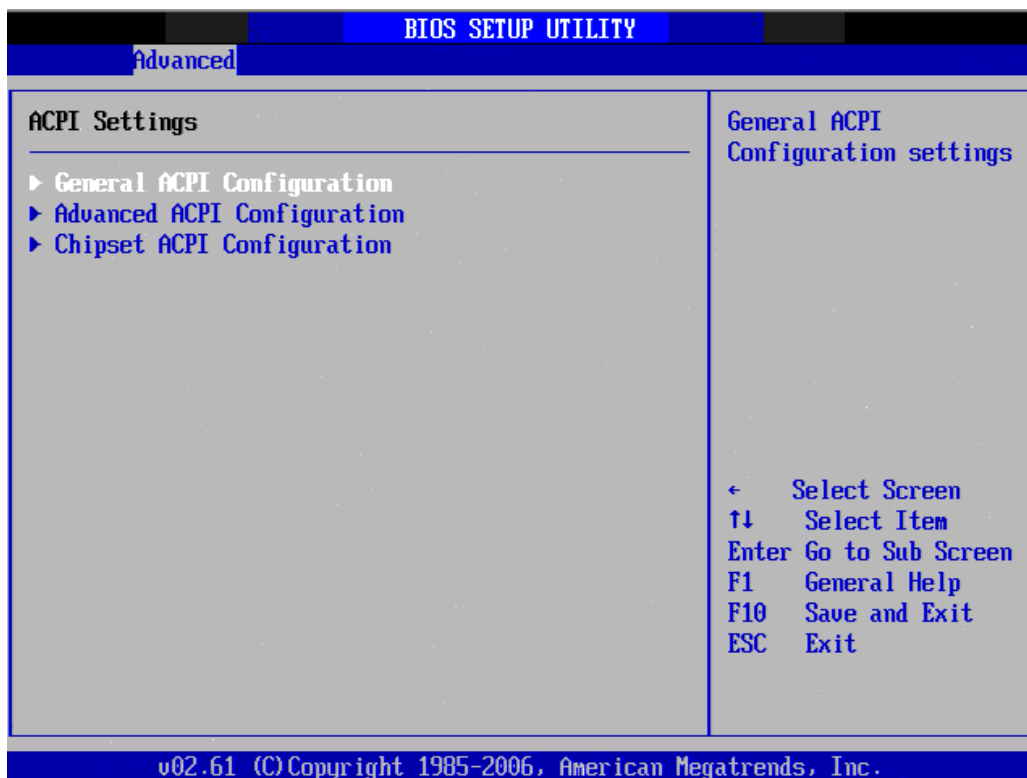 BIOS SETUP UTILITY
Advanced
ACPI Settings
▶ General ACPI Configuration
▶ Advanced ACPI Configuration
▶ Chipset ACPI Configuration
General ACPI
Configuration settings
← Select Screen
↑↓ Select Item
Enter Go to Sub Screen
F1 General Help
F10 Save and Exit
ESC Exit
v02.61 (C)Copyright 1985-2006, American Megatrends, Inc.